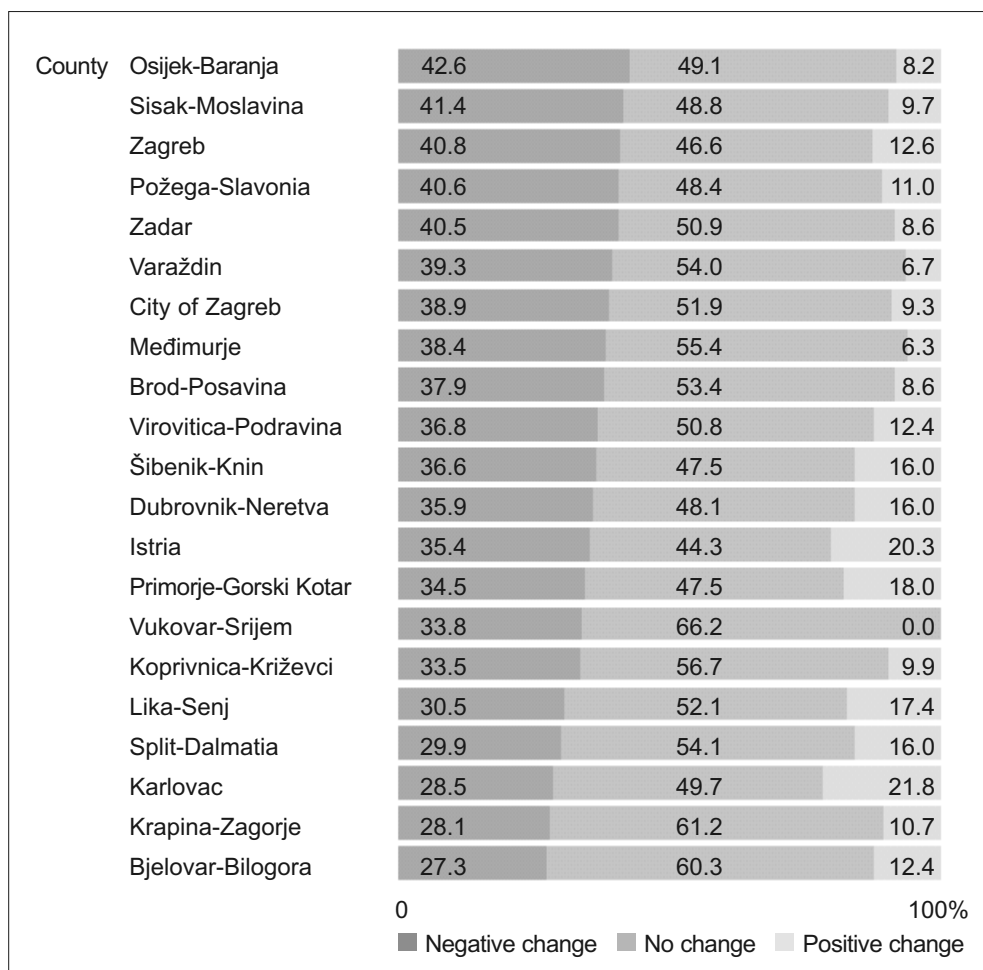 County Osijek-Baranja 42.6 49.1 8.2
Sisak-Moslavina 41.4 48.8 9.7
Zagreb 40.8 46.6 12.6
Požega-Slavonia 40.6 48.4 11.0
Zadar 40.5 50.9 8.6
Varaždin 39.3 54.0 6.7
City of Zagreb 38.9 51.9 9.3
Međimurje 38.4 55.4 6.3
Brod-Posavina 37.9 53.4 8.6
Virovitica-Podravina 36.8 50.8 12.4
Šibenik-Knin 36.6 47.5 16.0
Dubrovnik-Neretva 35.9 48.1 16.0
Istria 35.4 44.3 20.3
Primorje-Gorski Kotar 34.5 47.5 18.0
Vukovar-Srijem 33.8 66.2 0.0
Koprivnica-Križevci 33.5 56.7 9.9
Lika-Senj 30.5 52.1 17.4
Split-Dalmatia 29.9 54.1 16.0
Karlovac 28.5 49.7 21.8
Krapina-Zagorje 28.1 61.2 10.7
Bjelovar-Bilogora 27.3 60.3 12.4
0 100%
Negative change No change Positive change